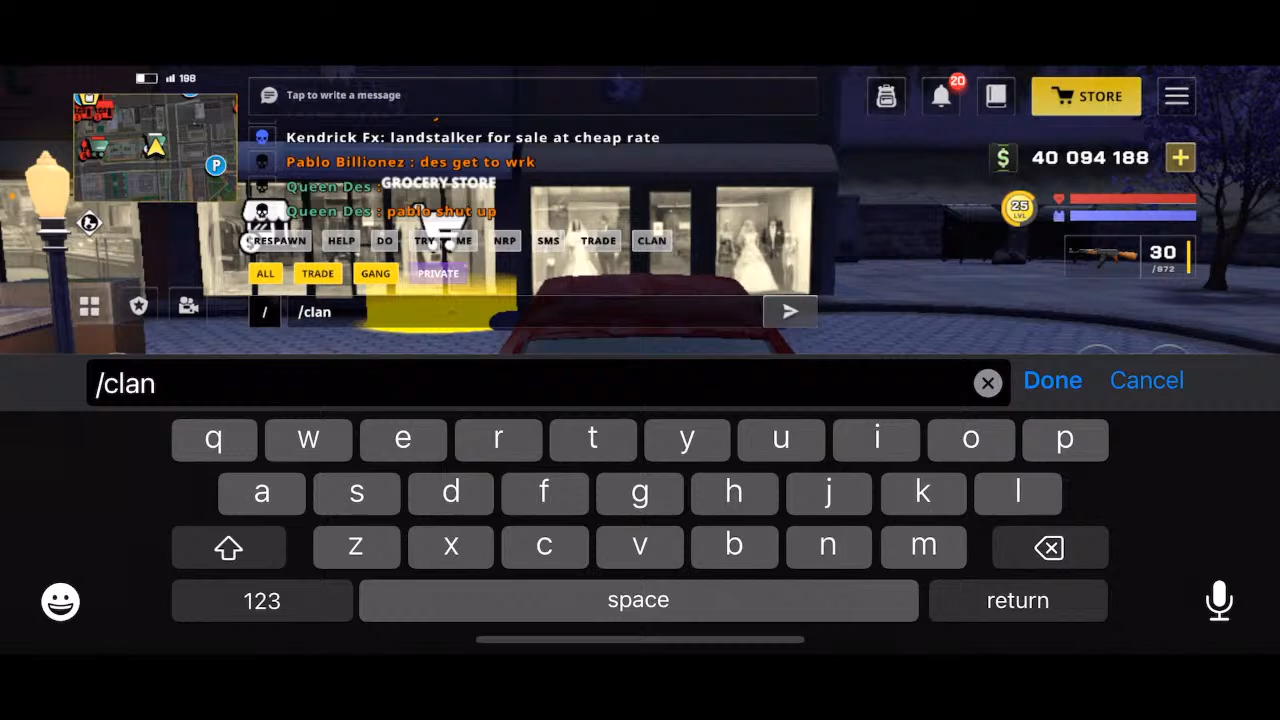 198
Tap to write a message
20
STORE
Kendrick Fx: landstalker for sale at cheap rate
40 094 188
Pablo Billionez : des get to wrk
P
Queen Des :
GROCERY STORE
Queen Des : pablo shut up
25
LVL
RESPAWN HELP DO TRY ME NRP SMS TRADE CLAN
30
/872
ALL TRADE GANG PRIVATE
/ /clan
/clan
Done Cancel
q w e r t y u i o p
a s d f g h j k l
z x c v b n m
123 space return